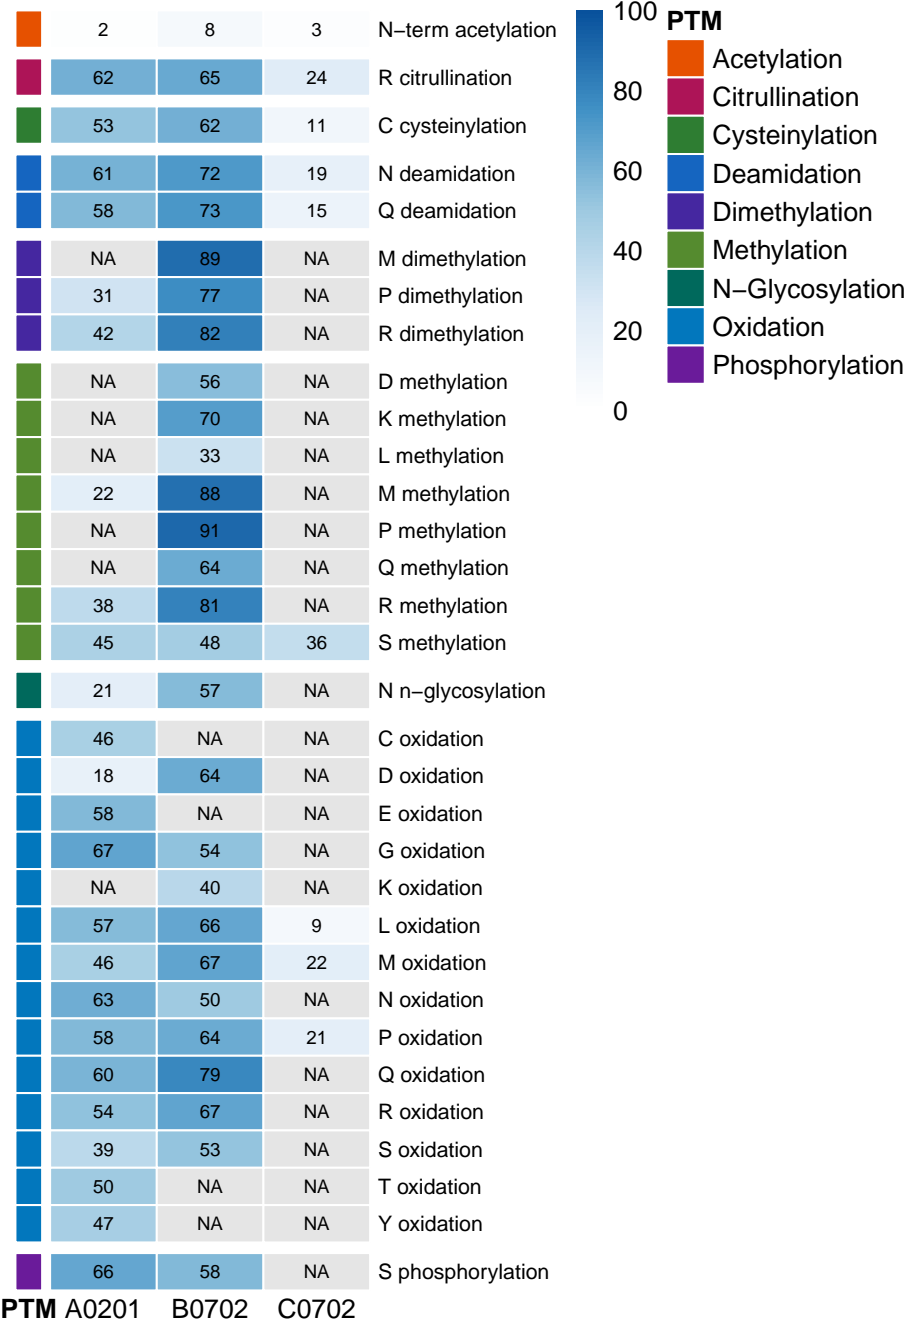 2 8 3 N−term acetylation
62 65 24 R citrullination
53 62 11 C cysteinylation
61 72 19 N deamidation
58 73 15 Q deamidation
NA 89 NA M dimethylation
31 77 NA P dimethylation
42 82 NA R dimethylation
NA 56 NA D methylation
NA 70 NA K methylation
NA 33 NA L methylation
22 88 NA M methylation
NA 91 NA P methylation
NA 64 NA Q methylation
38 81 NA R methylation
45 48 36 S methylation
21 57 NA N n−glycosylation
46 NA NA C oxidation
18 64 NA D oxidation
58 NA NA E oxidation
67 54 NA G oxidation
NA 40 NA K oxidation
57 66 9 L oxidation
46 67 22 M oxidation
63 50 NA N oxidation
58 64 21 P oxidation
60 79 NA Q oxidation
54 67 NA R oxidation
39 53 NA S oxidation
50 NA NA T oxidation
47 NA NA Y oxidation
66 58 NA S phosphorylation
PTM A0201 B0702 C0702
100
80
60
40
20
0
PTM
Acetylation
Citrullination
Cysteinylation
Deamidation
Dimethylation
Methylation
N−Glycosylation
Oxidation
Phosphorylation